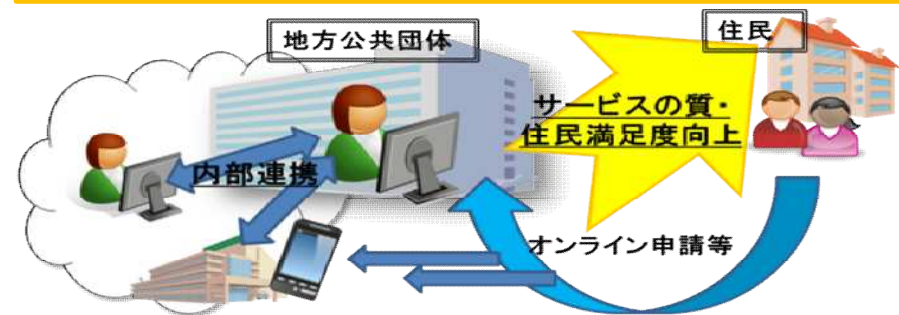 地方公共団体
住民
サービスの質・
住民満足度向上
内部連携
オンライン申請等